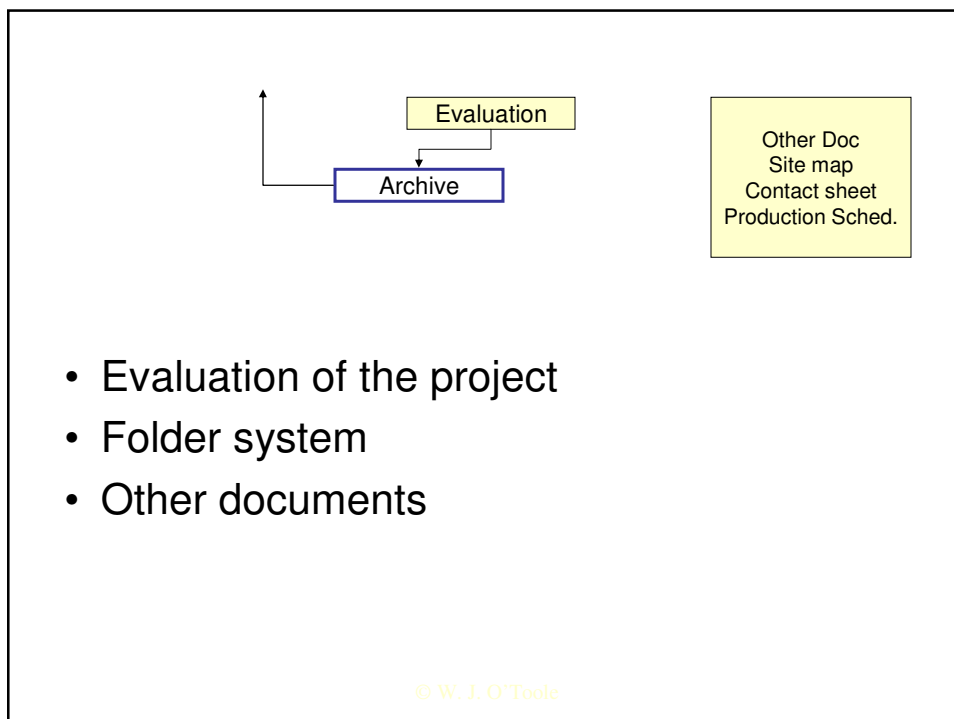 Evaluation
Archive
Other Doc
Site map
Contact sheet
Production Sched.
• Evaluation of the project
• Folder system
• Other documents
© W. J. O'Toole